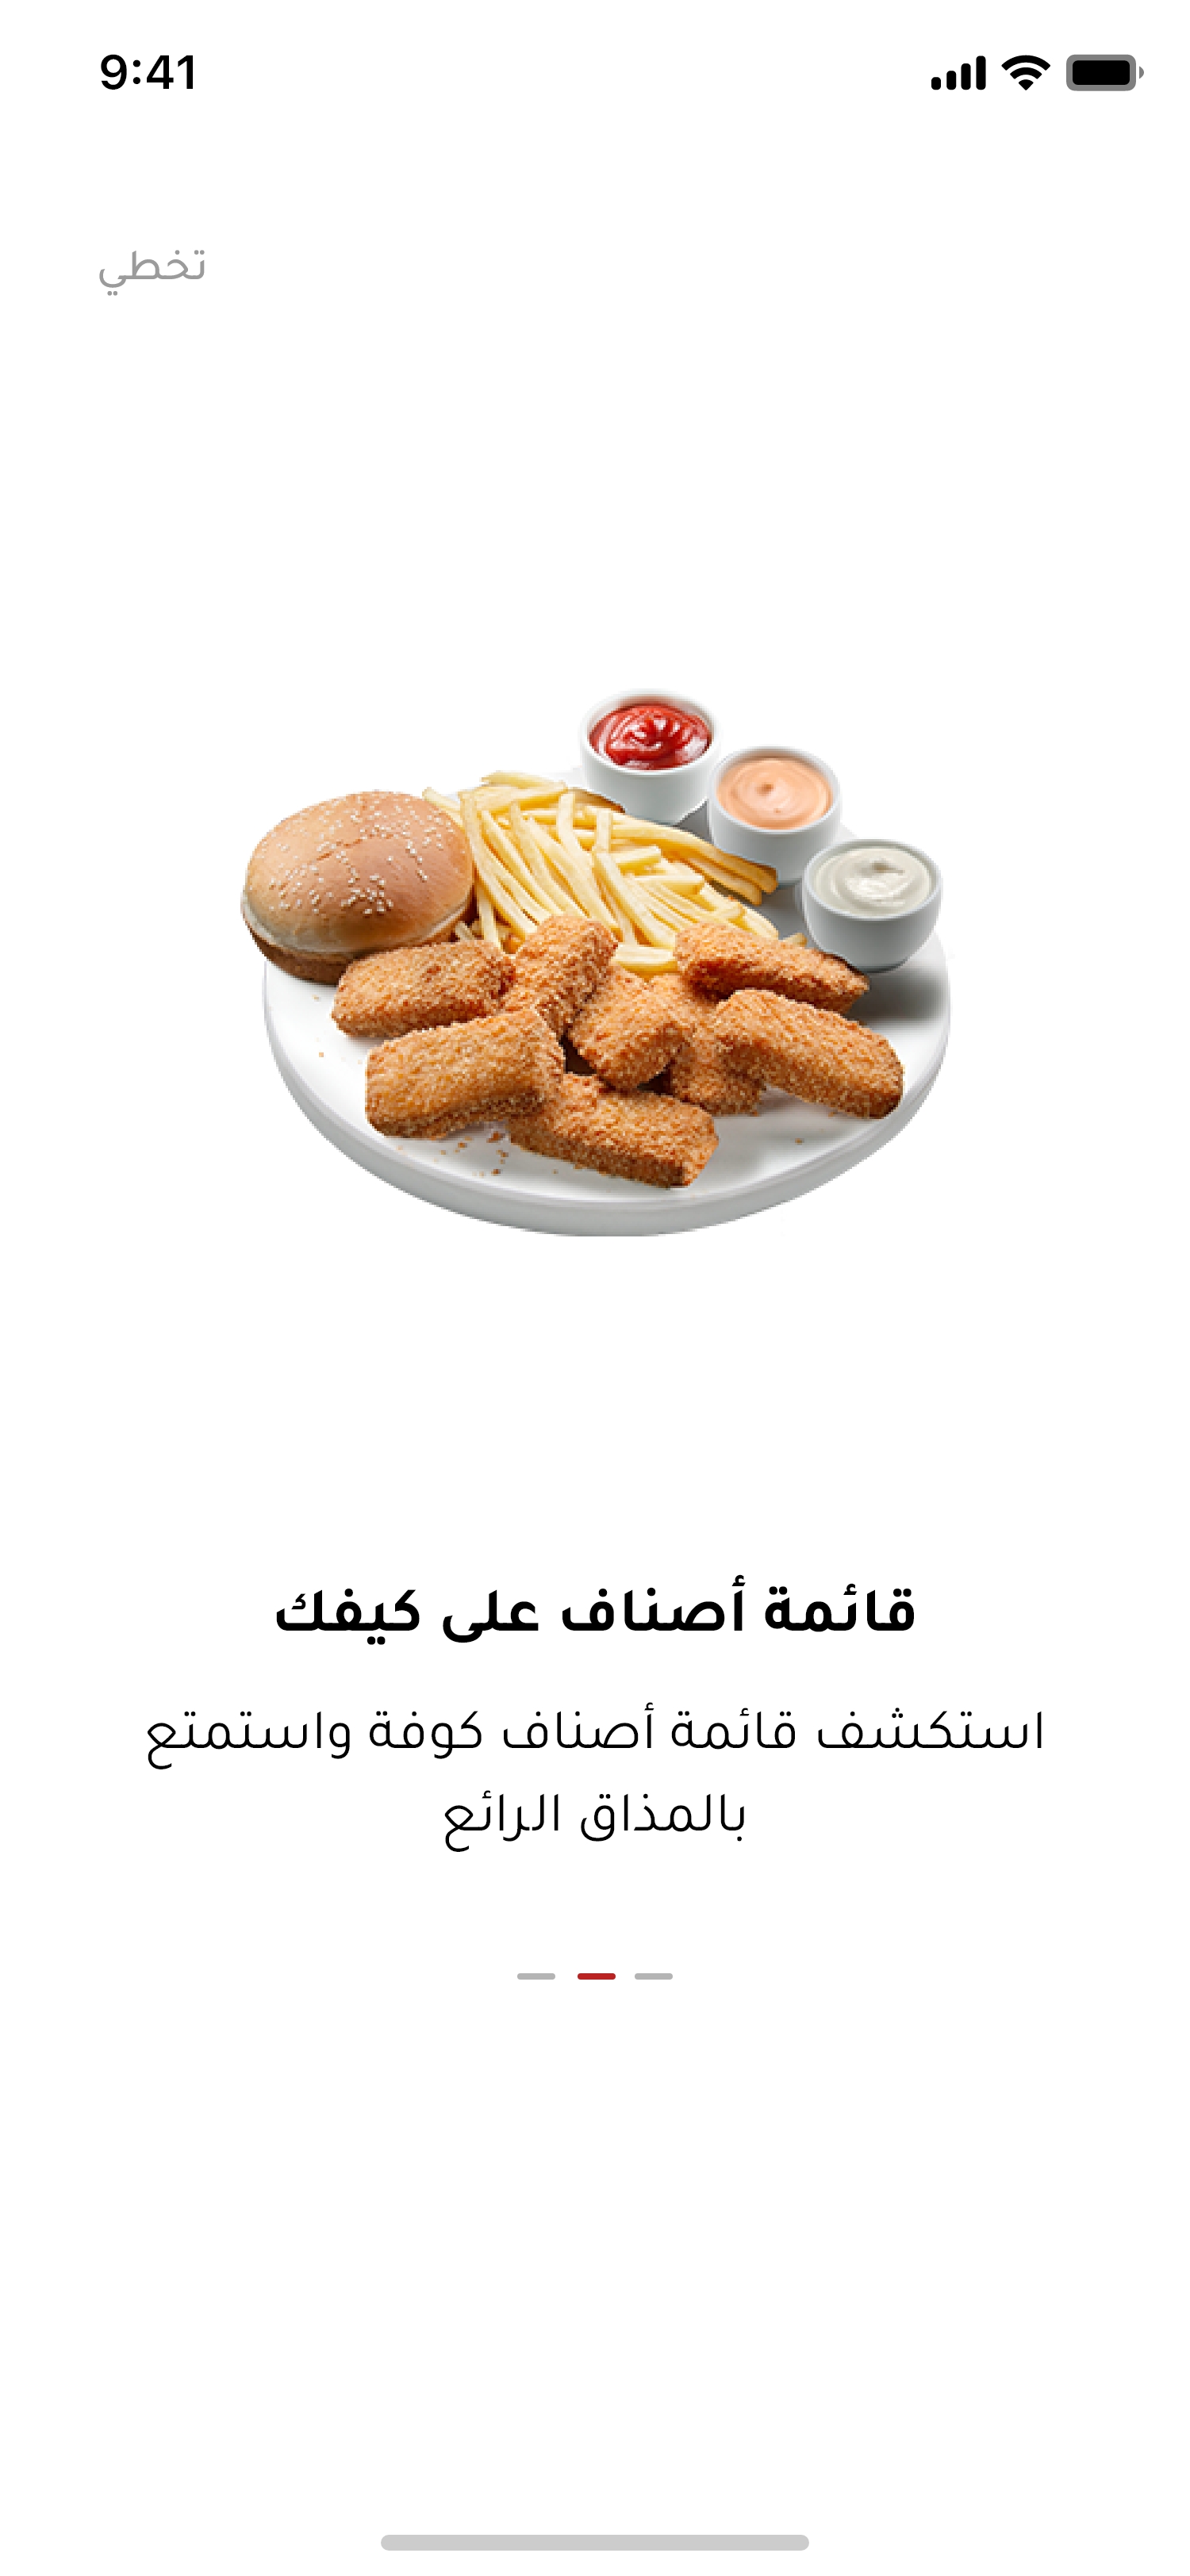 9:41
تخطي
قائمة أصناف على كيفك
استكشف قائمة أصناف كوفة واستمتع
بالمذاق الرائع